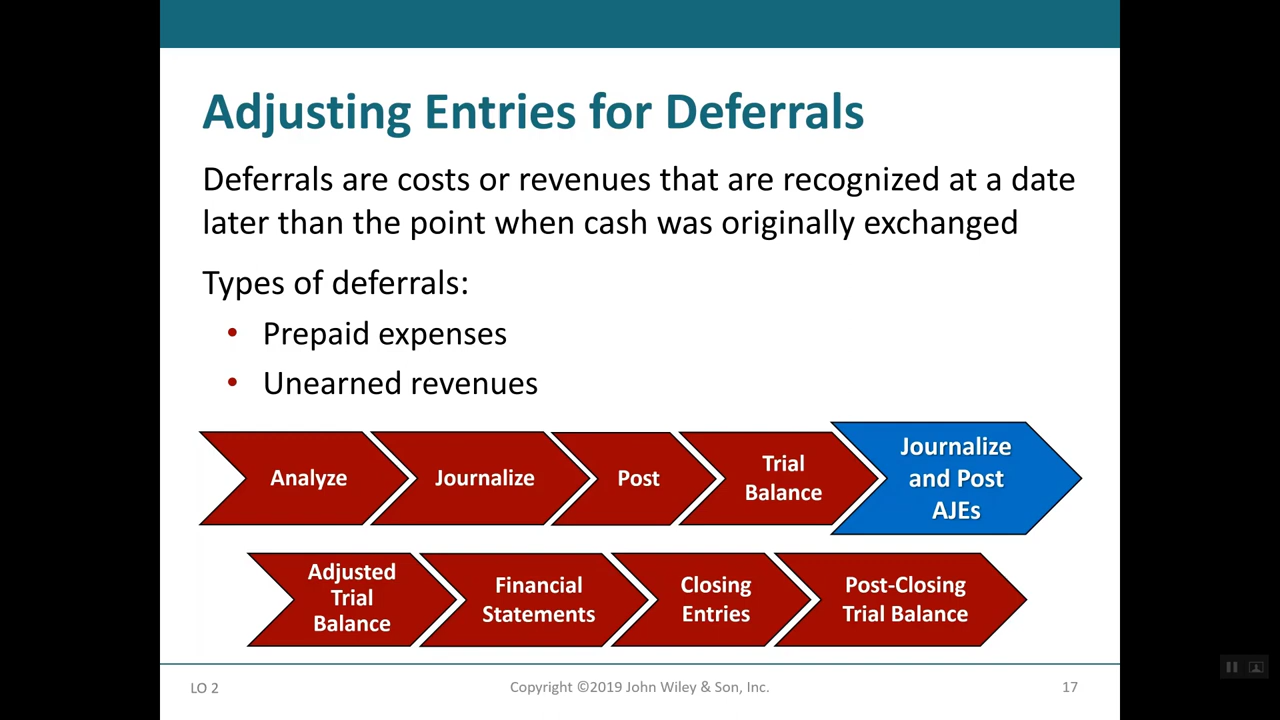 Adjusting Entries for Deferrals
Deferrals are costs or revenues that are recognized at a date
later than the point when cash was originally exchanged
Types of deferrals:
• Prepaid expenses
• Unearned revenues
Analyze
Journalize
Post
Trial
Balance
Journalize
and Post
AJEs
Adjusted
Trial
Balance
Financial
Statements
Closing
Entries
Post-Closing
Trial Balance
LO 2
Copyright ©2019 John Wiley & Son, Inc.
17